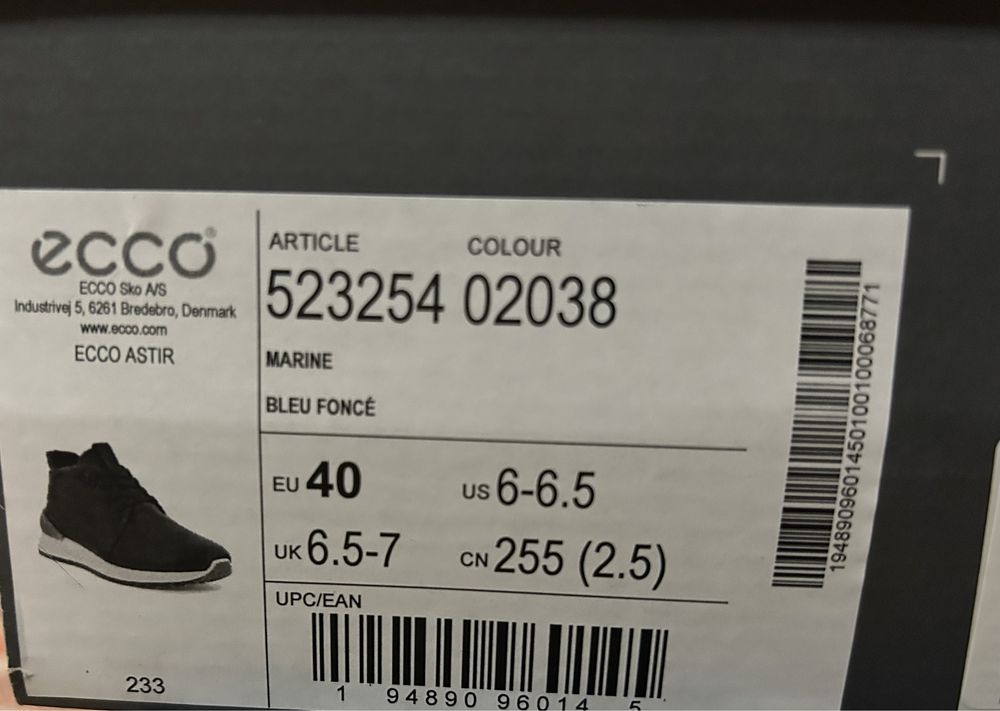 ecco®
ECCO Sko A/S
Industrivej 5, 6261 Bredebro, Denmark
www.ecco.com
ECCO ASTIR
233
ARTICLE COLOUR
523254 02038
MARINE
BLEU FONCÉ
EU 40 US 6-6.5
UK 6.5-7 CN 255 (2.5)
UPC/EAN
1 94890 96014 5
194890960145010010006877​1